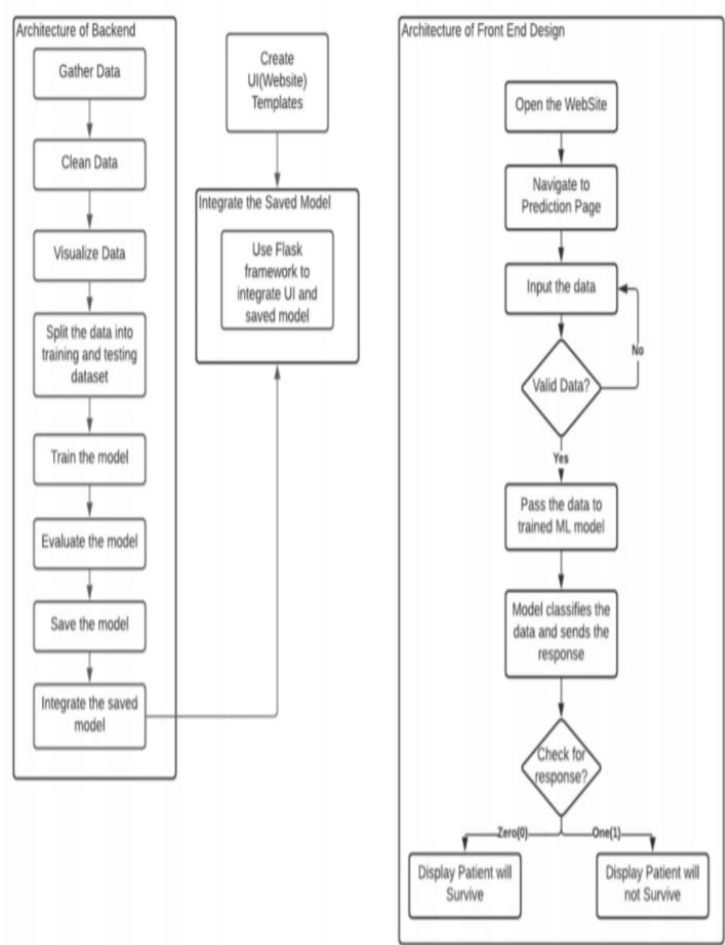 Architecture of Backend
Gather Data
Clean Data
Visualize Data
Split the data into
training and testing
dataset
Train the model
Evaluate the model
Save the model
Integrate the saved
model
Create
UI(Website)
Templates
Integrate the Saved Model
Use Flask
framework to
integrate UI and
saved model
Architecture of Front End Design
Open the WebSite
Navigate to
Prediction Page
Input the data
No
Valid Data?
Yes
Pass the data to
trained ML model
Model classifies the
data and sends the
response
Check for
response?
Zero(0)
One(1)
Display Patient will
Survive
Display Patient will
not Survive